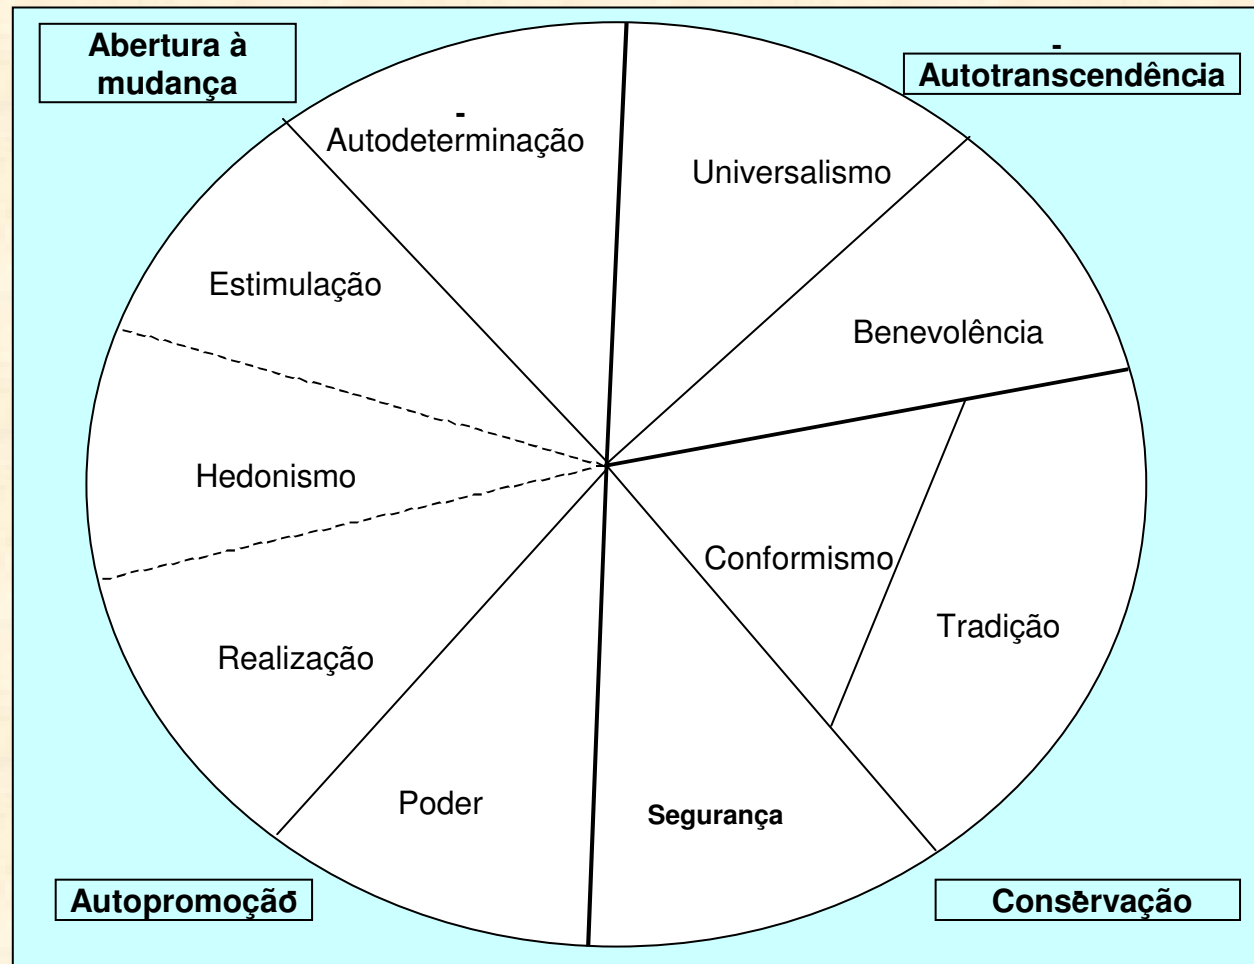 Abertura à
mudança
Autotranscendência
Autodeterminação
Universalismo
Estimulação
Benevolência
Hedonismo
Conformismo
Tradição
Realização
Poder
Segurança
Autopromoção
Conservação